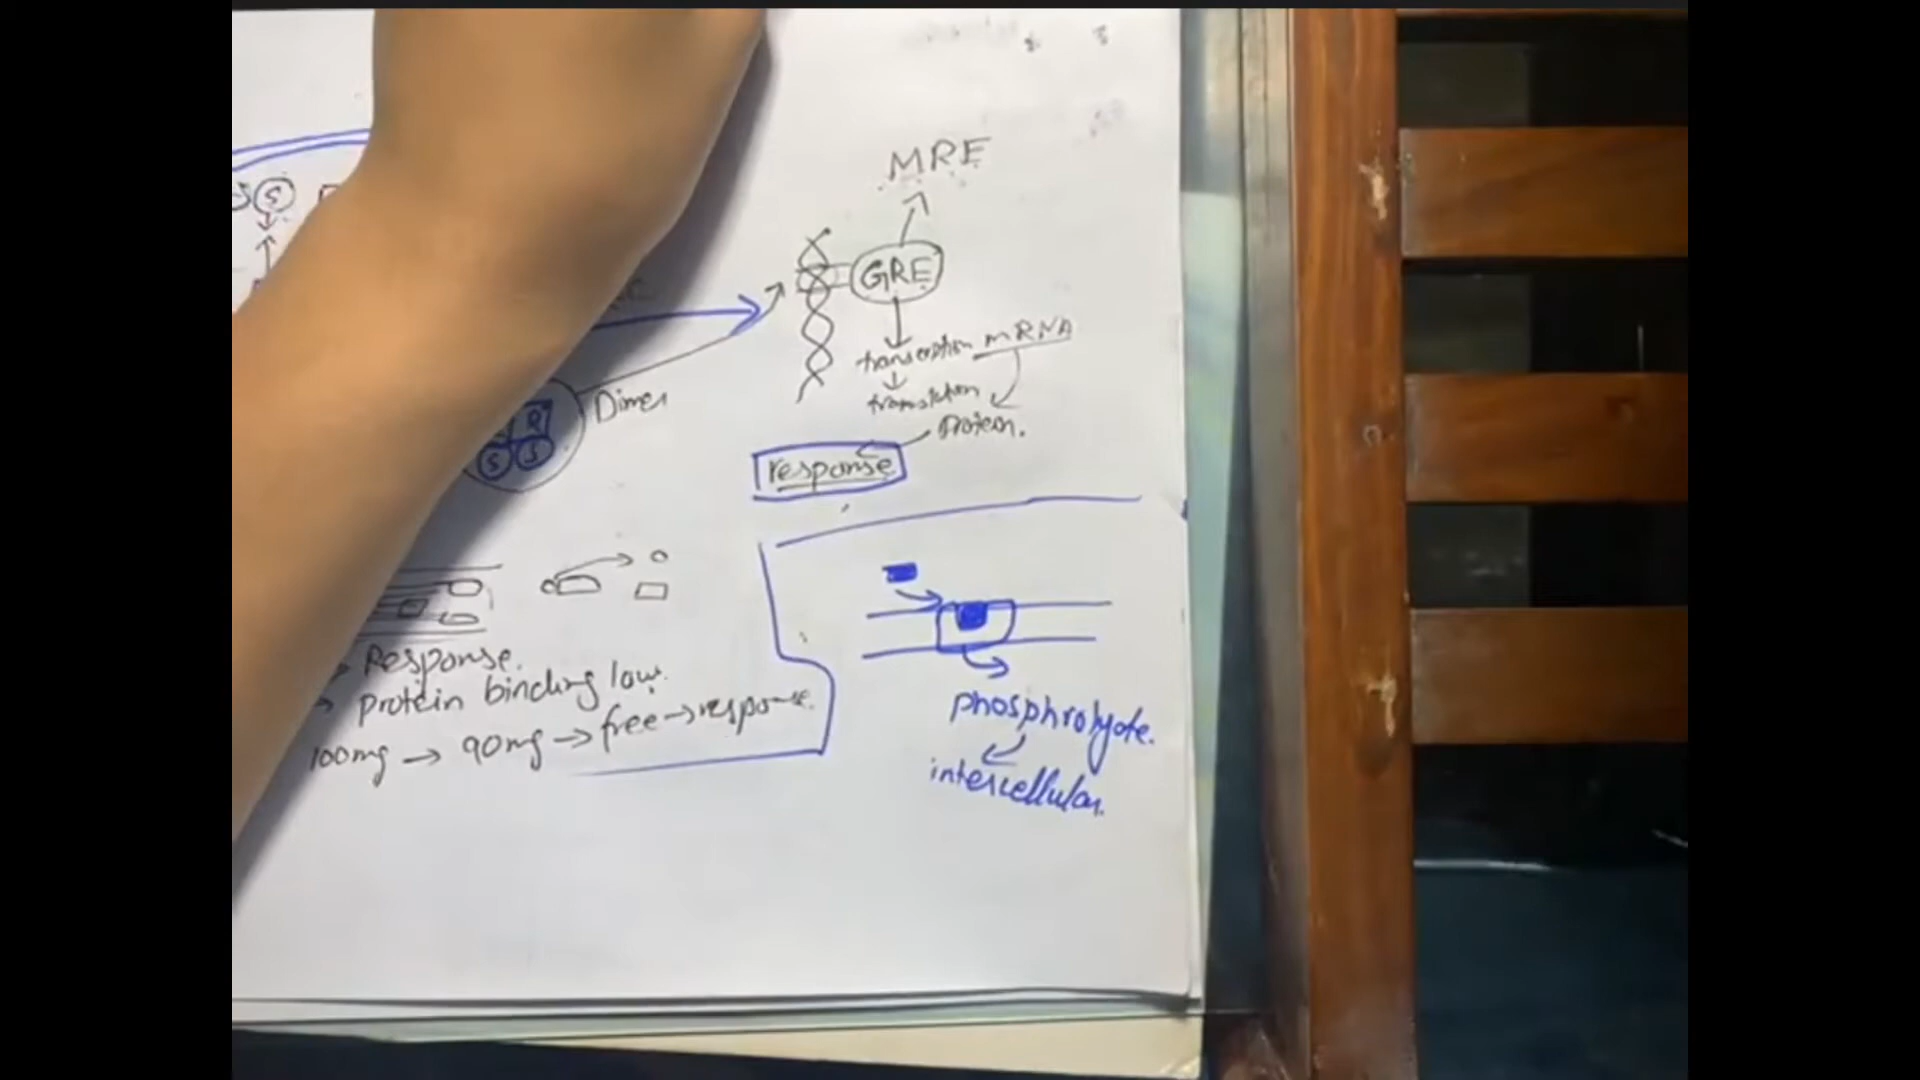 MRE
S
GRE
transcription mRNA
translation
protein.
Dimer
R
S S
response
Response.
protein binding low.
100mg → 90mg → free → response.
phosphrolyate.
intercellular.